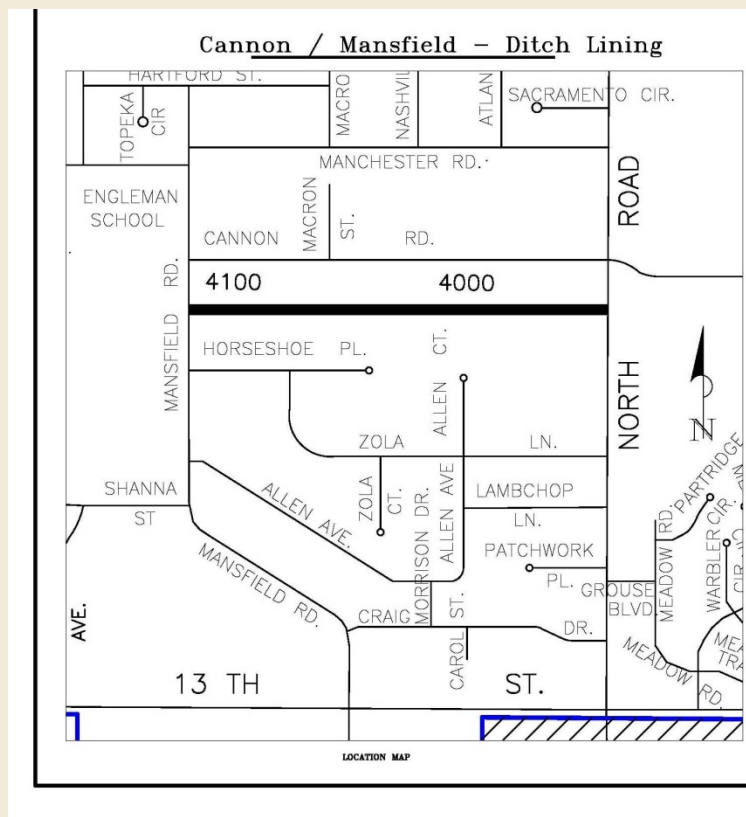 Cannon / Mansfield - Ditch Lining
HARTFORD ST.
TOPEKA
CIR
MACRO
NASHVIL
ATLAN
SACRAMENTO CIR.
MANCHESTER RD.
ENGLEMAN
SCHOOL
MACRON
ST.
CANNON RD.
ROAD
4100 4000
MANSFIELD RD.
HORSESHOE PL.
ALLEN CT.
NORTH
N
ZOLA LN.
SHANNA
ST
ALLEN AVE.
ZOLA
CT.
MORRISON DR.
ALLEN AVE
LAMBCHOP
LN.
PATCHWORK
PL.
PARTRIDGE
CIR.
MEADOW RD.
WARBLER
CIR
GROUSE
BLVD.
MANSFIELD RD.
CRAIG DR.
ST.
CAROL
AVE.
MEADOW RD.
MEA
TRA
13 TH ST.
LOCATION MAP